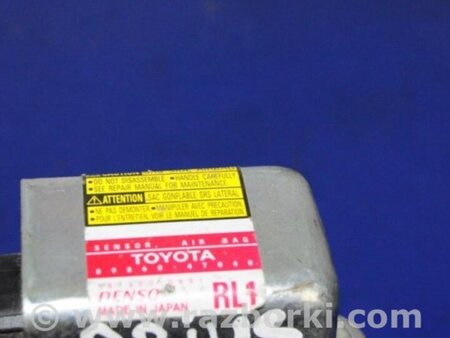 •DO NOT DISASSEMBLE •HANDLE CAREFULLY
•SEE REPAIR MANUAL FOR MAINTENANCE.
ATTENTION SAC GONFLABLE SRS LATERAL
•NE PAS DEMONTER •MANIPULER AVEC PRECAUTION
•POUR L'ENTRETIEN, VOIR LE MANUEL DE REPARATION.
SENSOR, AIR BAG
TOYOTA
DENSO RL1
MADE IN JAPAN
www.razborki.com